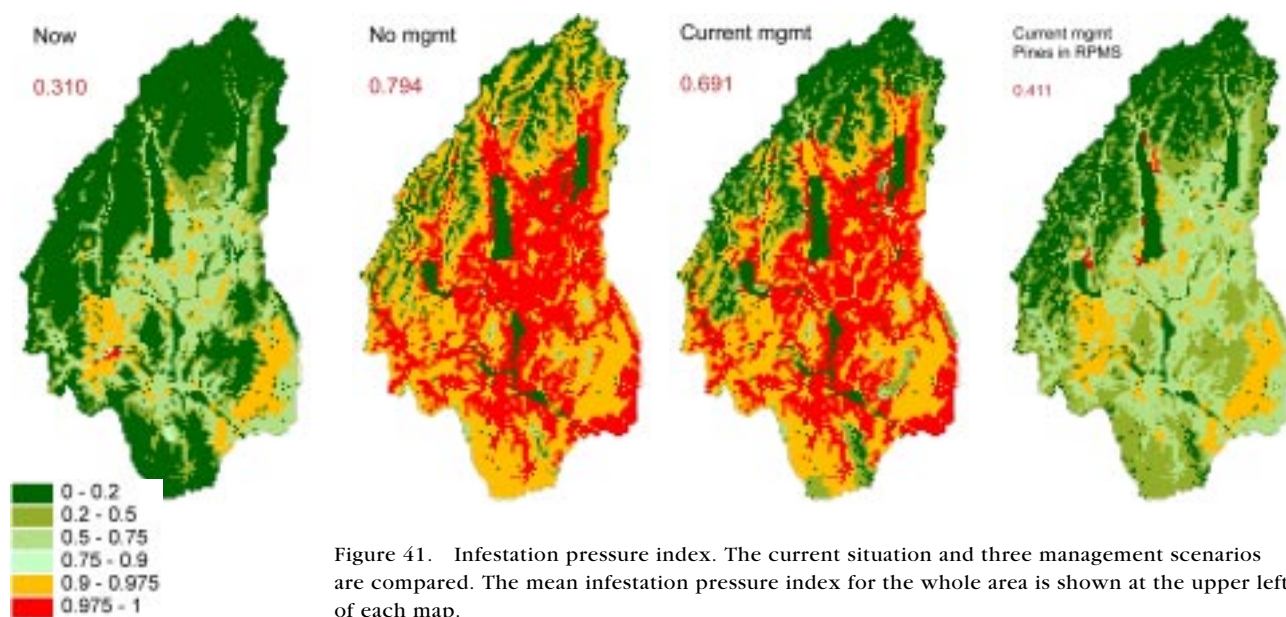 Now
0.310
No mgmt
0.794
Current mgmt
0.691
Current mgmt
Pines in RPMS
0.411
0 - 0.2
0.2 - 0.5
0.5 - 0.75
0.75 - 0.9
0.9 - 0.975
0.975 - 1
Figure 41. Infestation pressure index. The current situation and three management scenarios
are compared. The mean infestation pressure index for the whole area is shown at the upper left
of each map.